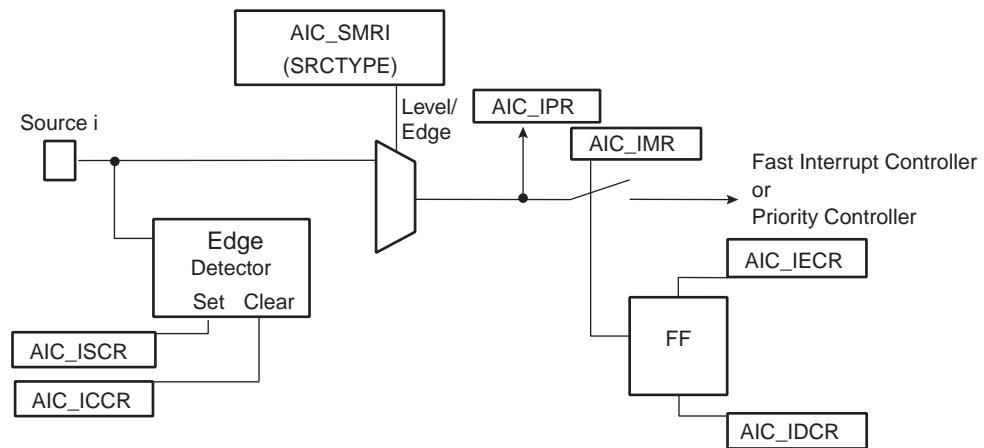 AIC_SMRI
(SRCTYPE)
Level/
Edge
AIC_IPR
Source i
AIC_IMR
Fast Interrupt Controller
or
Priority Controller
Edge
Detector
Set Clear
AIC_IECR
FF
AIC_ISCR
AIC_ICCR
AIC_IDCR